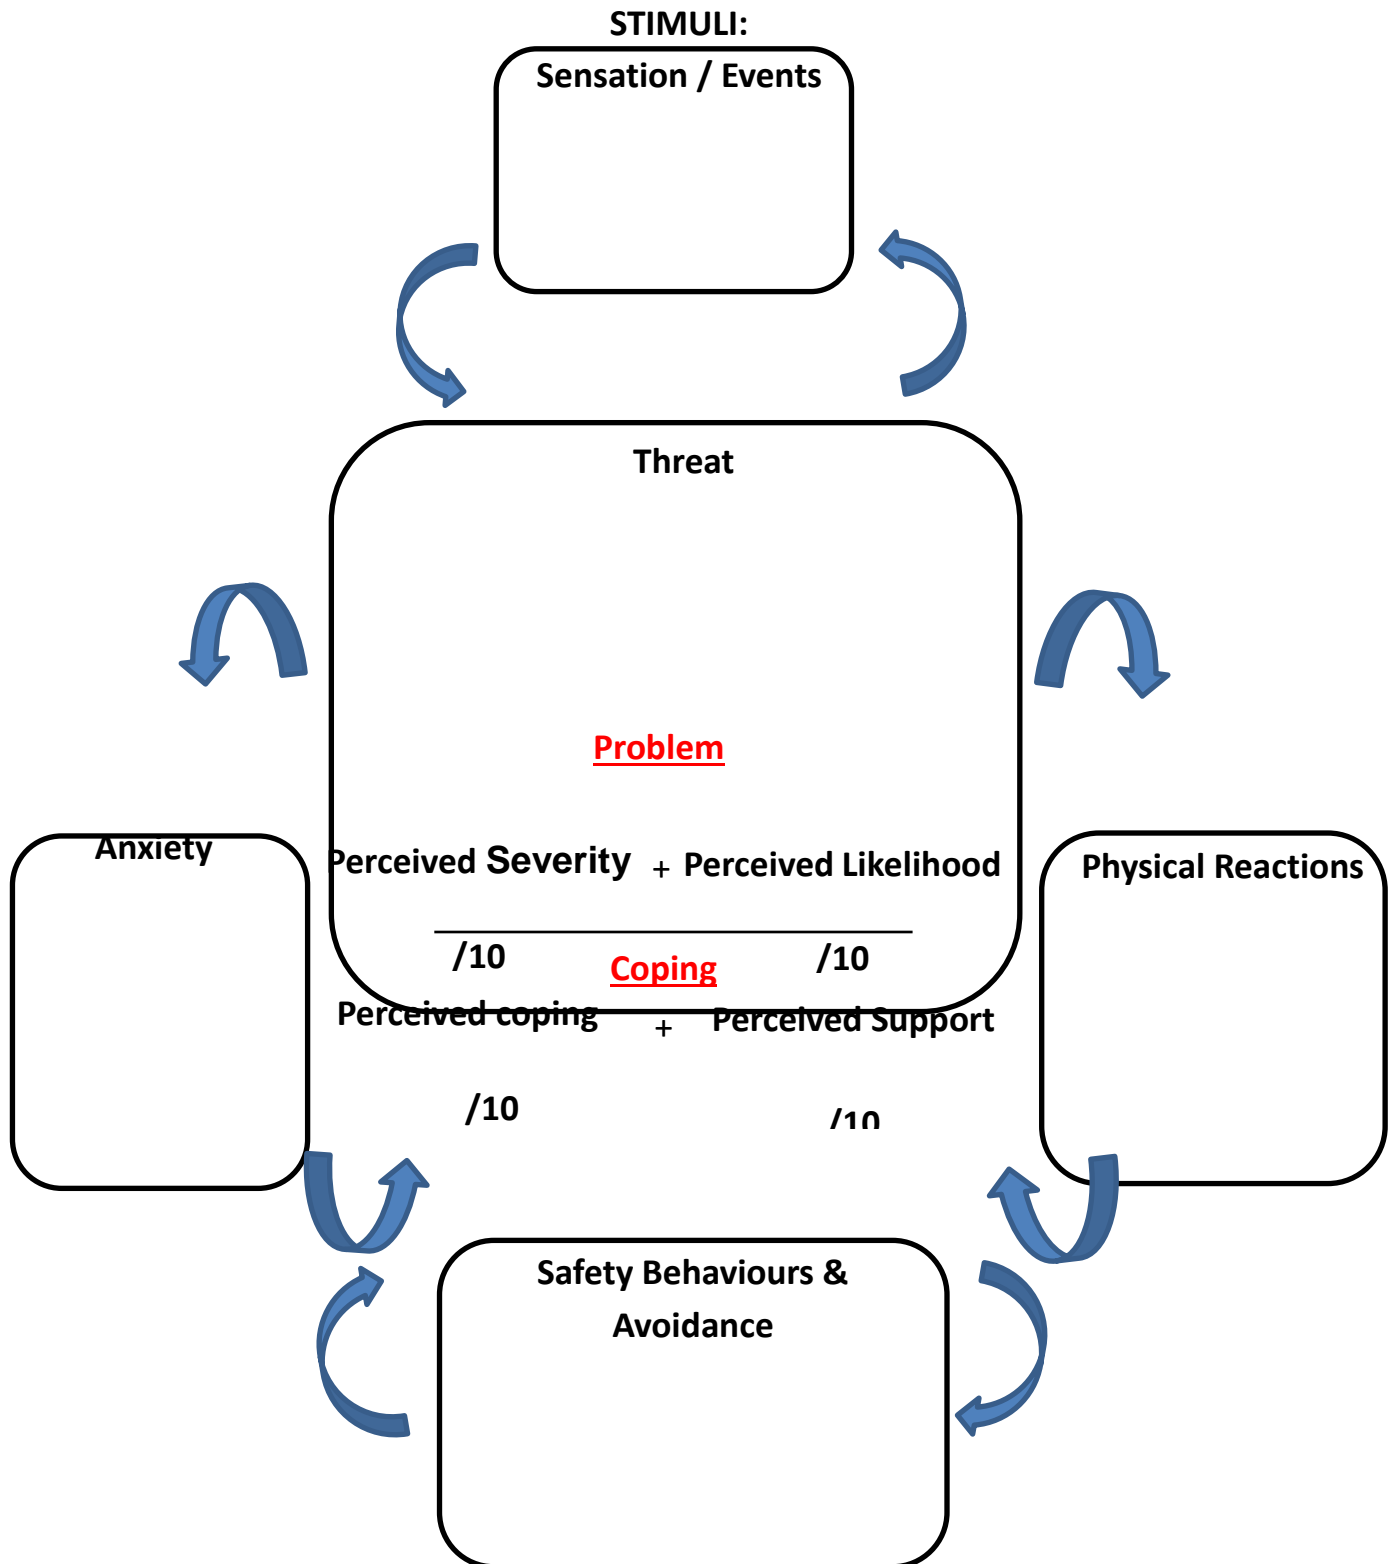 STIMULI:
Sensation / Events
Threat
Problem
Anxiety
Perceived Severity + Perceived Likelihood
Physical Reactions
/10 Coping /10
Perceived coping + Perceived Support
/10 /10
Safety Behaviours &
Avoidance